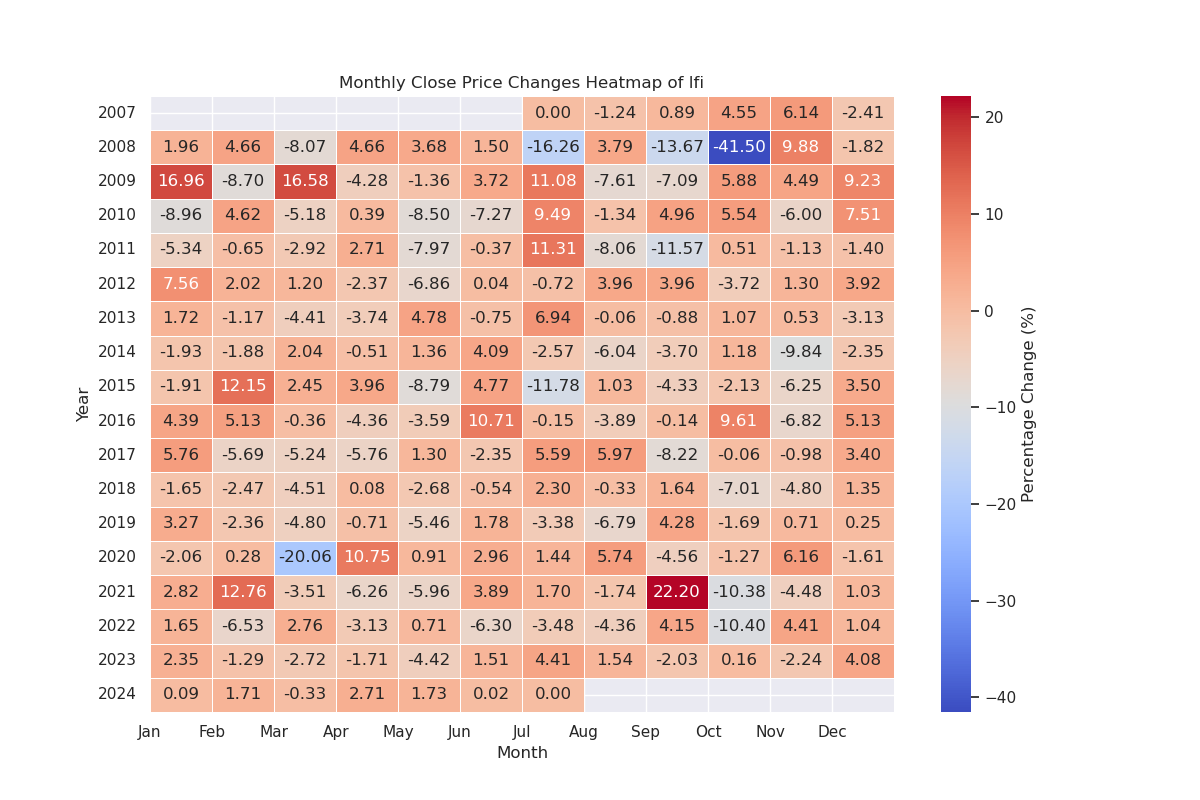 Monthly Close Price Changes Heatmap of Ifi
2007 0.00 -1.24 0.89 4.55 6.14 -2.41
2008 1.96 4.66 -8.07 4.66 3.68 1.50 -16.26 3.79 -13.67 -41.50 9.88 -1.82
2009 16.96 -8.70 16.58 -4.28 -1.36 3.72 11.08 -7.61 -7.09 5.88 4.49 9.23
2010 -8.96 4.62 -5.18 0.39 -8.50 -7.27 9.49 -1.34 4.96 5.54 -6.00 7.51
2011 -5.34 -0.65 -2.92 2.71 -7.97 -0.37 11.31 -8.06 -11.57 0.51 -1.13 -1.40
2012 7.56 2.02 1.20 -2.37 -6.86 0.04 -0.72 3.96 3.96 -3.72 1.30 3.92
2013 1.72 -1.17 -4.41 -3.74 4.78 -0.75 6.94 -0.06 -0.88 1.07 0.53 -3.13
2014 -1.93 -1.88 2.04 -0.51 1.36 4.09 -2.57 -6.04 -3.70 1.18 -9.84 -2.35
2015 -1.91 12.15 2.45 3.96 -8.79 4.77 -11.78 1.03 -4.33 -2.13 -6.25 3.50
2016 4.39 5.13 -0.36 -4.36 -3.59 10.71 -0.15 -3.89 -0.14 9.61 -6.82 5.13
2017 5.76 -5.69 -5.24 -5.76 1.30 -2.35 5.59 5.97 -8.22 -0.06 -0.98 3.40
2018 -1.65 -2.47 -4.51 0.08 -2.68 -0.54 2.30 -0.33 1.64 -7.01 -4.80 1.35
2019 3.27 -2.36 -4.80 -0.71 -5.46 1.78 -3.38 -6.79 4.28 -1.69 0.71 0.25
2020 -2.06 0.28 -20.06 10.75 0.91 2.96 1.44 5.74 -4.56 -1.27 6.16 -1.61
2021 2.82 12.76 -3.51 -6.26 -5.96 3.89 1.70 -1.74 22.20 -10.38 -4.48 1.03
2022 1.65 -6.53 2.76 -3.13 0.71 -6.30 -3.48 -4.36 4.15 -10.40 4.41 1.04
2023 2.35 -1.29 -2.72 -1.71 -4.42 1.51 4.41 1.54 -2.03 0.16 -2.24 4.08
2024 0.09 1.71 -0.33 2.71 1.73 0.02 0.00
Jan Feb Mar Apr May Jun Jul Aug Sep Oct Nov Dec
Month
Year
20
10
0
−10
−20
−30
−40
Percentage Change (%)